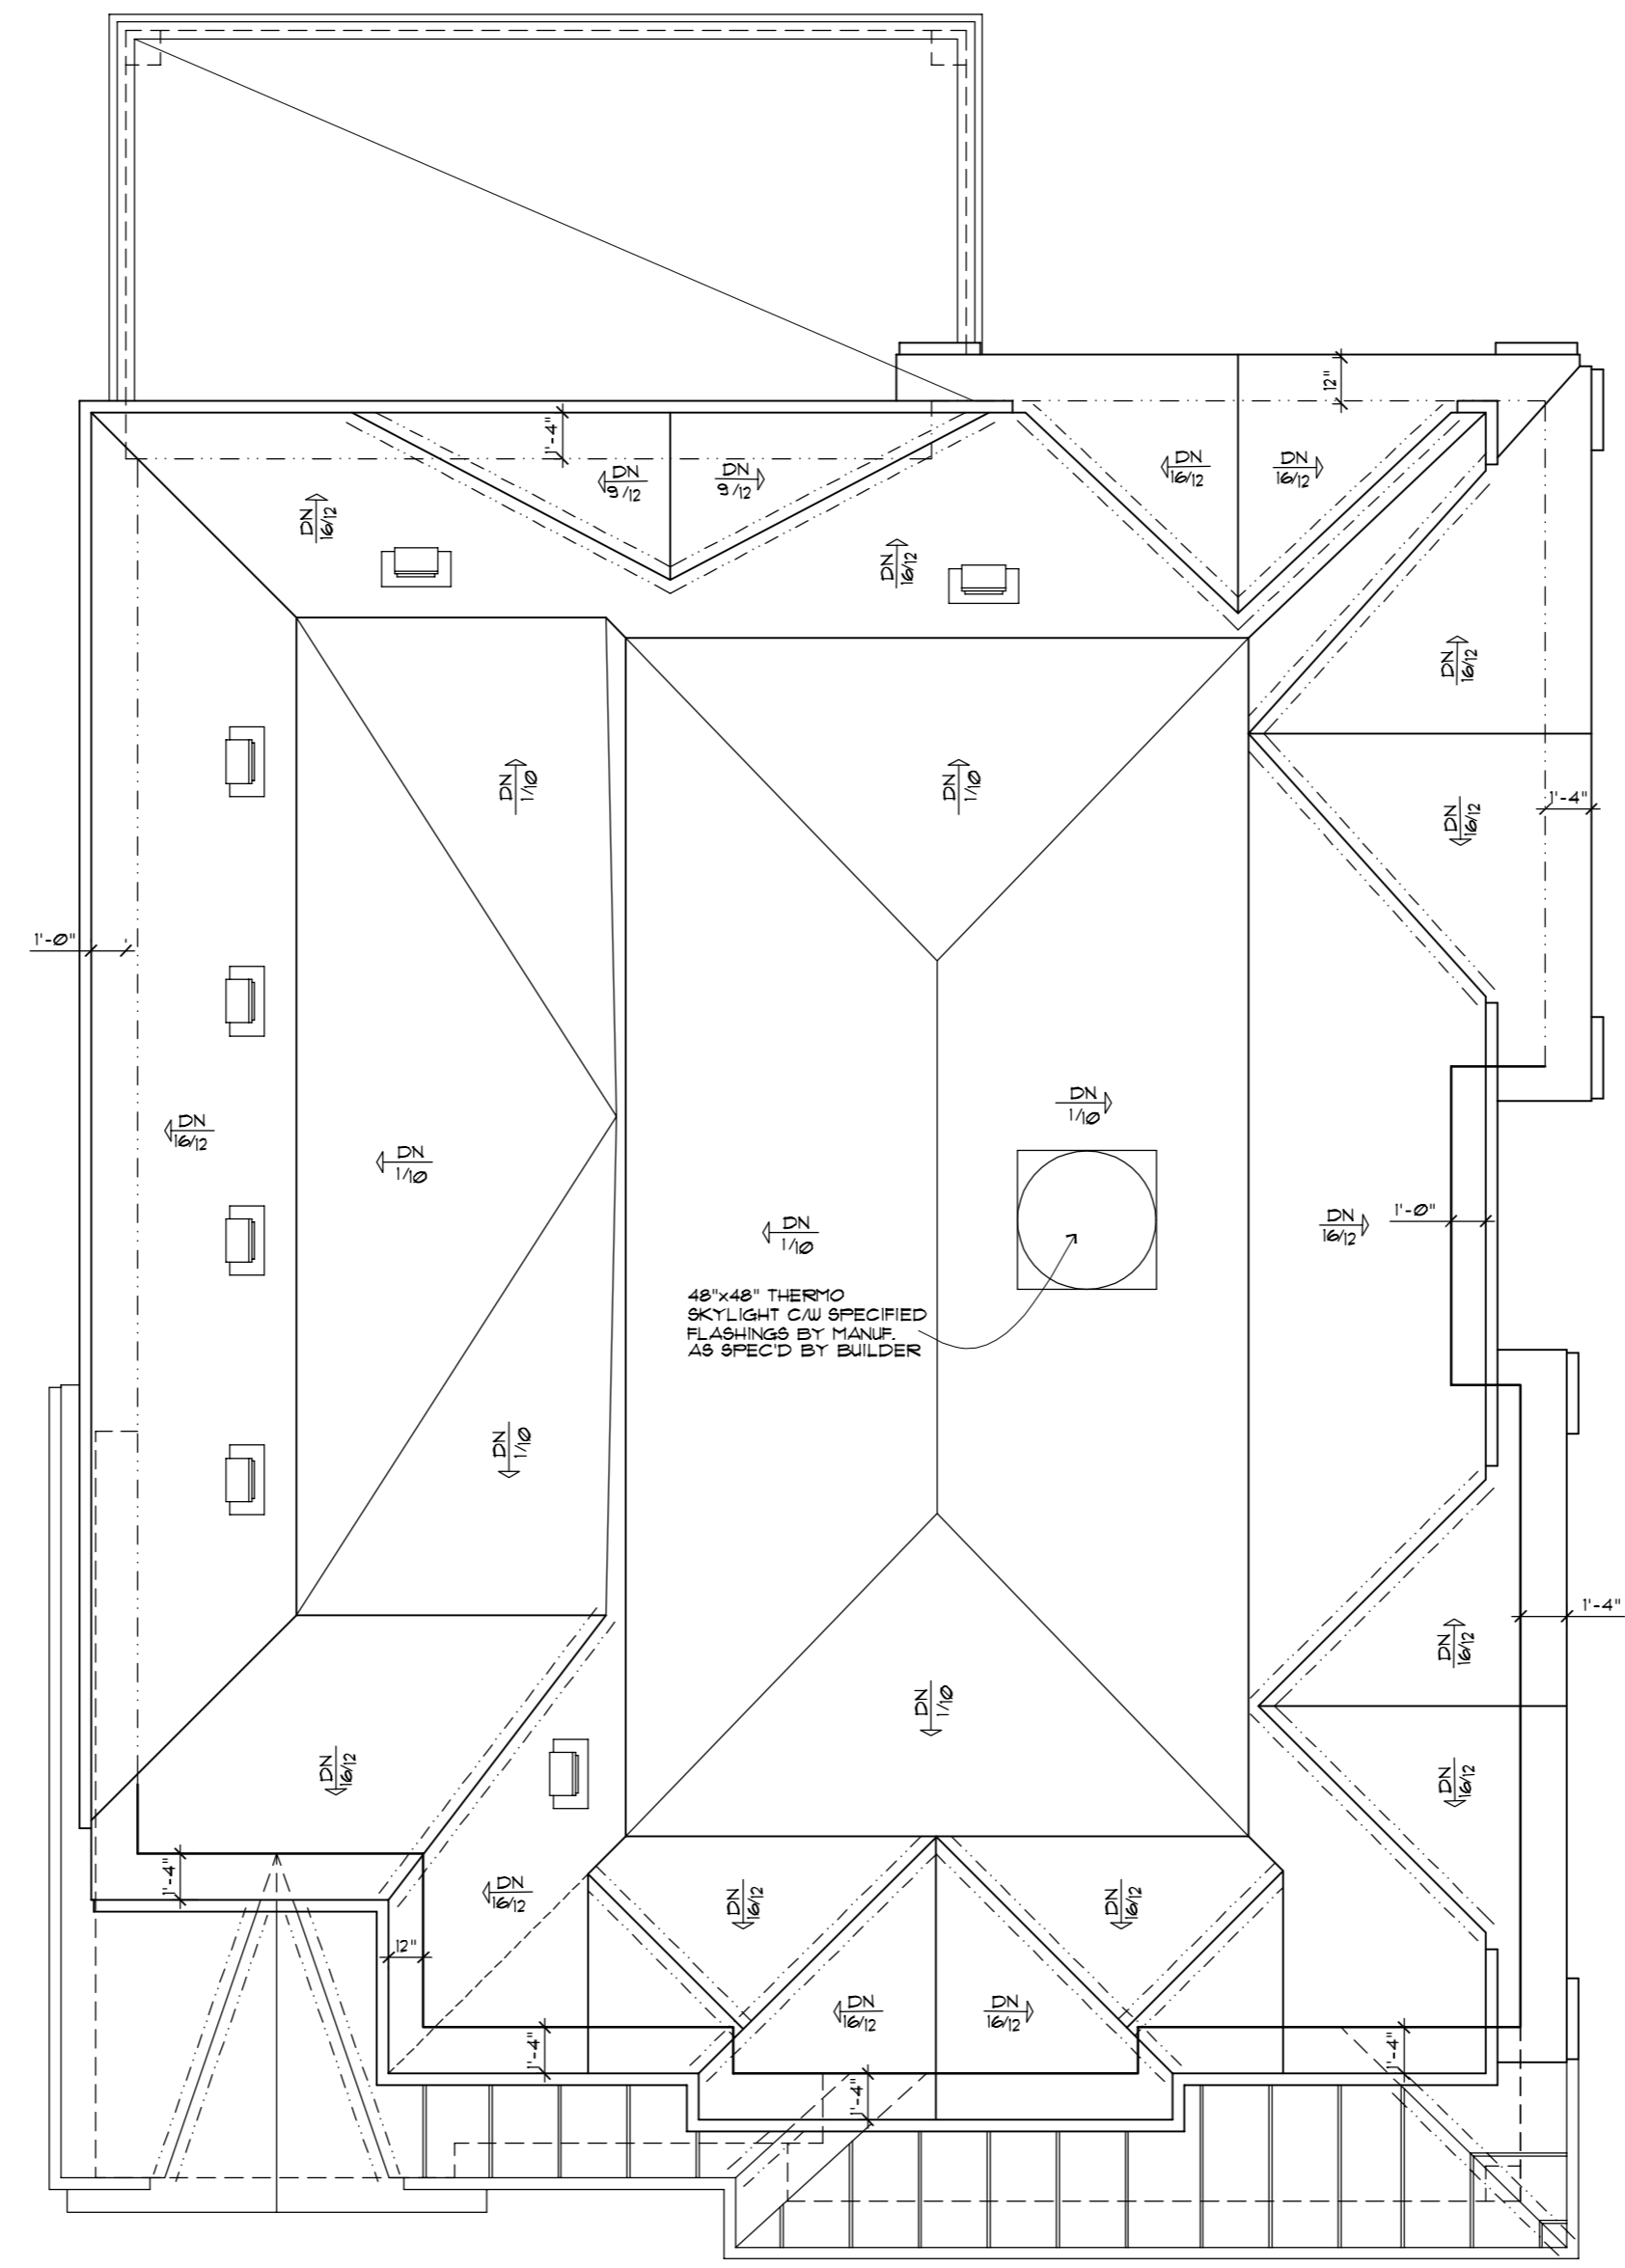 12"
1'-4"
DN
9/12
DN
9/12
DN
16/12
DN
16/12
DN
16/12
DN
16/12
DN
16/12
DN
1/10
DN
1/10
DN
16/12
1'-4"
1'-0"
DN
16/12
DN
1/10
DN
1/10
DN
1/10
DN
16/12
1'-0"
48"x48" THERMO
SKYLIGHT C/W SPECIFIED
FLASHINGS BY MANUF.
AS SPEC'D BY BUILDER
DN
1/10
1'-4"
DN
16/12
DN
1/10
DN
16/12
DN
16/12
1'-4"
DN
16/12
DN
16/12
DN
16/12
12"
DN
16/12
DN
16/12
1'-4"
1'-4"
1'-4"